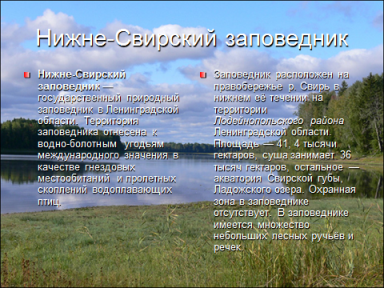 Нижне-Свирский заповедник
Нижне-Свирский
заповедник —
государственный природный
заповедник в Ленинградской
области. Территория
заповедника отнесена к
водно-болотным угодьям
международного значения в
качестве гнездовых
местообитаний и пролетных
скоплений водоплавающих
птиц.
Заповедник расположен на
правобережье р. Свирь в
нижнем её течении на
территории
Лодейнопольского района
Ленинградской области.
Площадь — 41, 4 тысячи
гектаров, суша занимает 36
тысяч гектаров, остальное —
акватория Свирской губы,
Ладожского озера. Охранная
зона в заповеднике
отсутствует. В заповеднике
имеется множество
небольших лесных ручьёв и
речек.